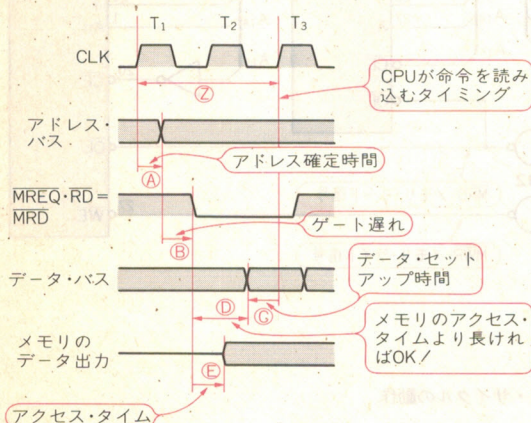 T₁ T₂ T₃
CLK
Ⓩ
CPUが命令を読み
込むタイミング
アドレス・
バス
Ⓐ
アドレス確定時間
M̅R̅E̅Q̅・R̅D̅=
M̅R̅D̅
Ⓑ
ゲート遅れ
データ・バス
データ・セット
アップ時間
Ⓓ Ⓖ
メモリのアクセス・
タイムより長けれ
ばOK!
メモリの
データ出力
Ⓔ
アクセス・タイム